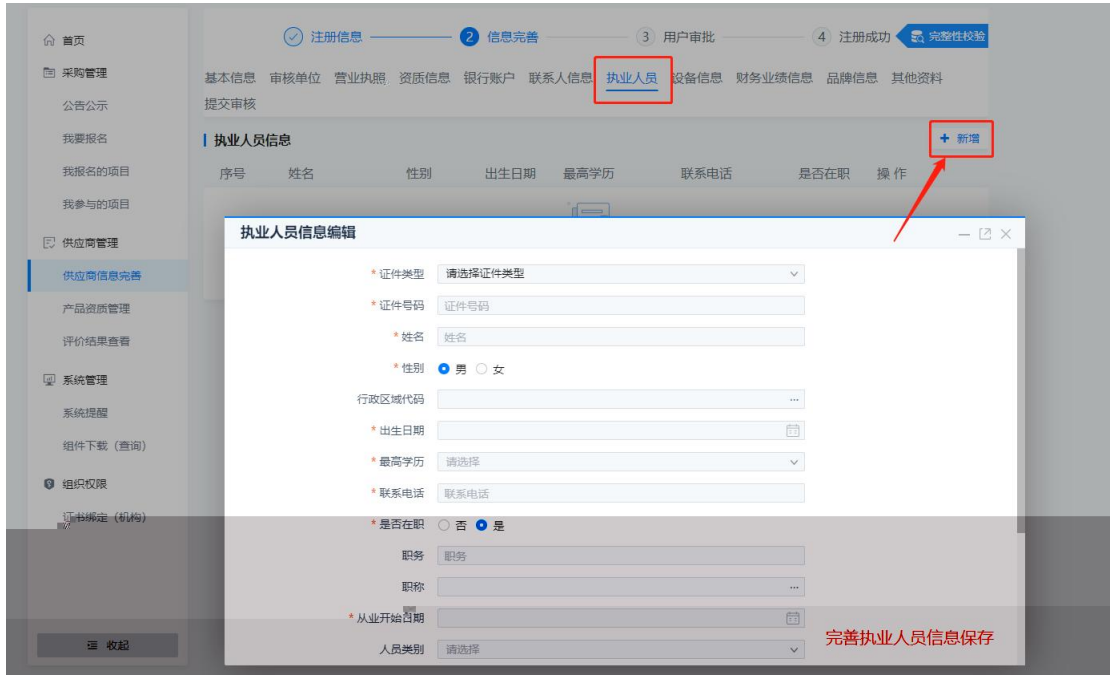 首页
采购管理
公告公示
我要报名
我报名的项目
我参与的项目
供应商管理
供应商信息完善
产品资质管理
评价结果查看
系统管理
系统提醒
组件下载（查询）
组织权限
证书绑定（机构）
收起
注册信息 2 信息完善 3 用户审批 4 注册成功 完整性校验
基本信息 审核单位 营业执照 资质信息 银行账户 联系人信息 执业人员 设备信息 财务业绩信息 品牌信息 其他资料
提交审核
执业人员信息
+ 新增
序号 姓名 性别 出生日期 最高学历 联系电话 是否在职 操作
执业人员信息编辑
* 证件类型 请选择证件类型
* 证件号码 证件号码
* 姓名 姓名
* 性别 男 女
行政区域代码 ...
* 出生日期
* 最高学历 请选择
* 联系电话 联系电话
* 是否在职 否 是
职务 职务
职称 ...
* 从业开始日期
人员类别 请选择
完善执业人员信息保存